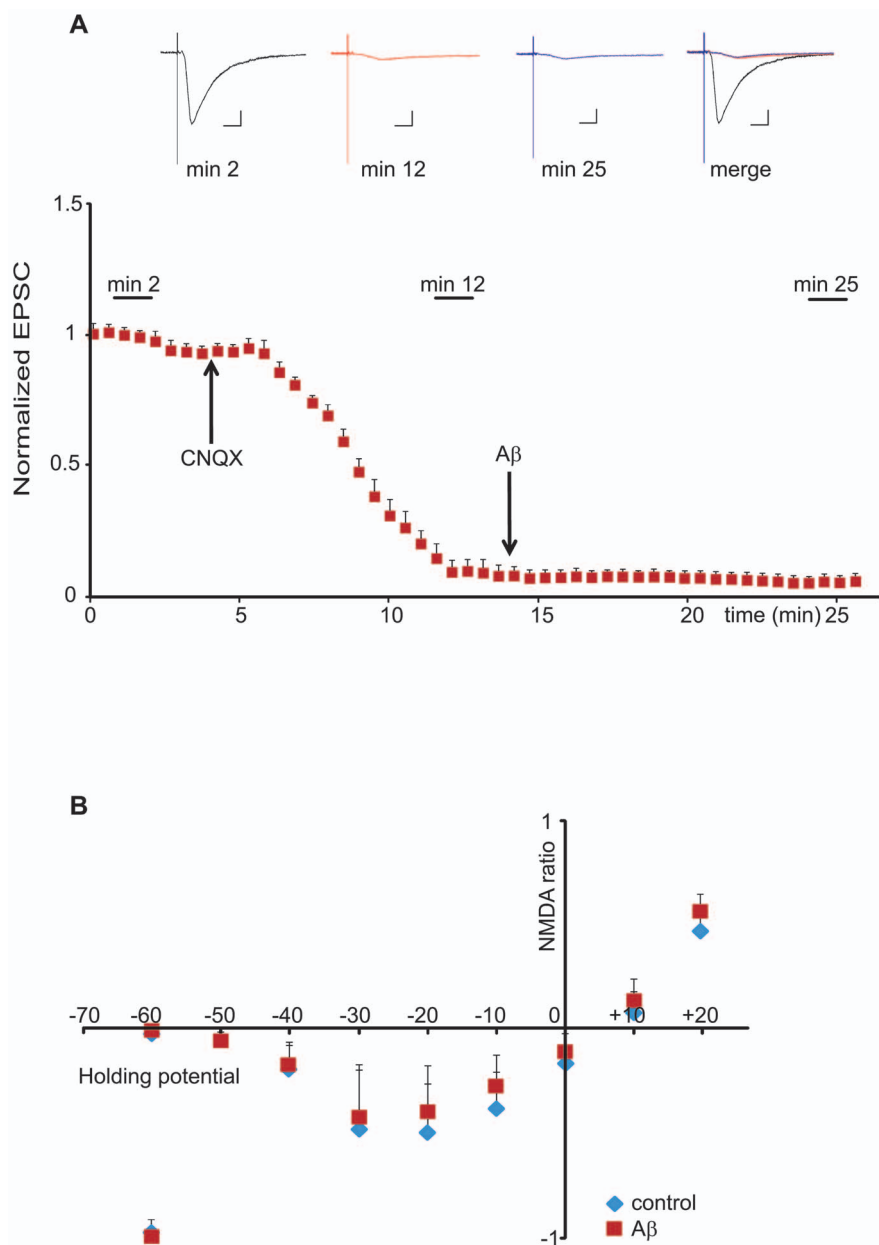 A
min 2 min 12 min 25 merge
1.5
Normalized EPSC
min 2 min 12 min 25
1
CNQX
Aβ
0.5
0
0 5 10 15 20 time (min) 25
B
1
NMDA ratio
-70 -60 -50 -40 -30 -20 -10 0 +10 +20
Holding potential
control
Aβ
-1